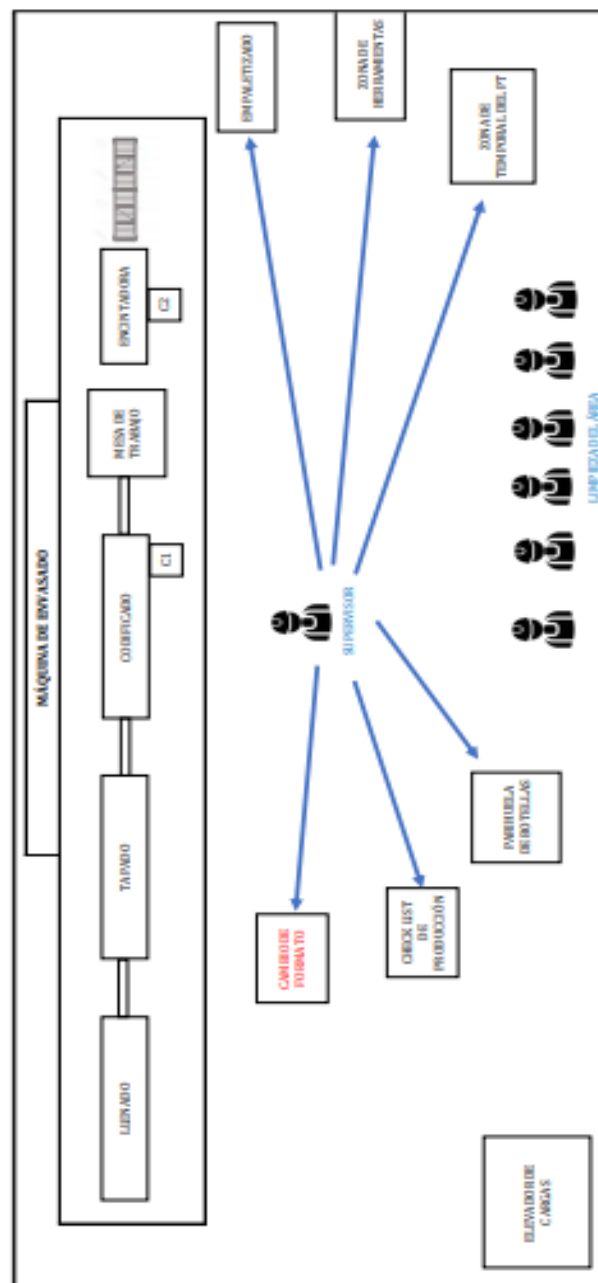 MÁQUINA DE ENVASADO
LLENADO
TAPADO
CODIFICADO
C1
MESA DE
TRABAJO
ENCINTADORA
C2
EMPALETIZADO
ZONA DE
HERRAMIENTAS
ZONA DE
TEMPORAL DEL PT
SUPERVISOR
CAMBIO DE
FORMATO
CHECK LIST
DE
PRODUCCIÓN
PARIHUELA
DE BOTELLAS
LIMPIEZA DEL ÁREA
ELEVADOR DE
CARGAS